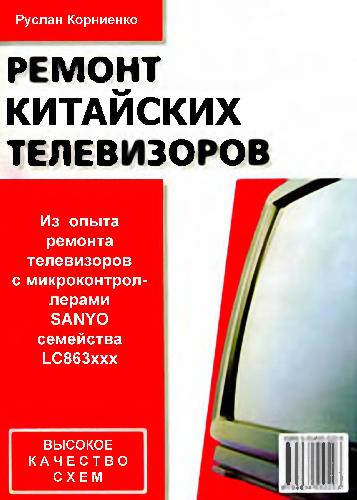 Руслан Корниенко
РЕМОНТ
КИТАЙСКИХ
ТЕЛЕВИЗОРОВ
Из опыта
ремонта
телевизоров
с микроконтрол-
лерами
SANYO
семейства
LC863xxx
ВЫСОКОЕ
КАЧЕСТВО
СХЕМ